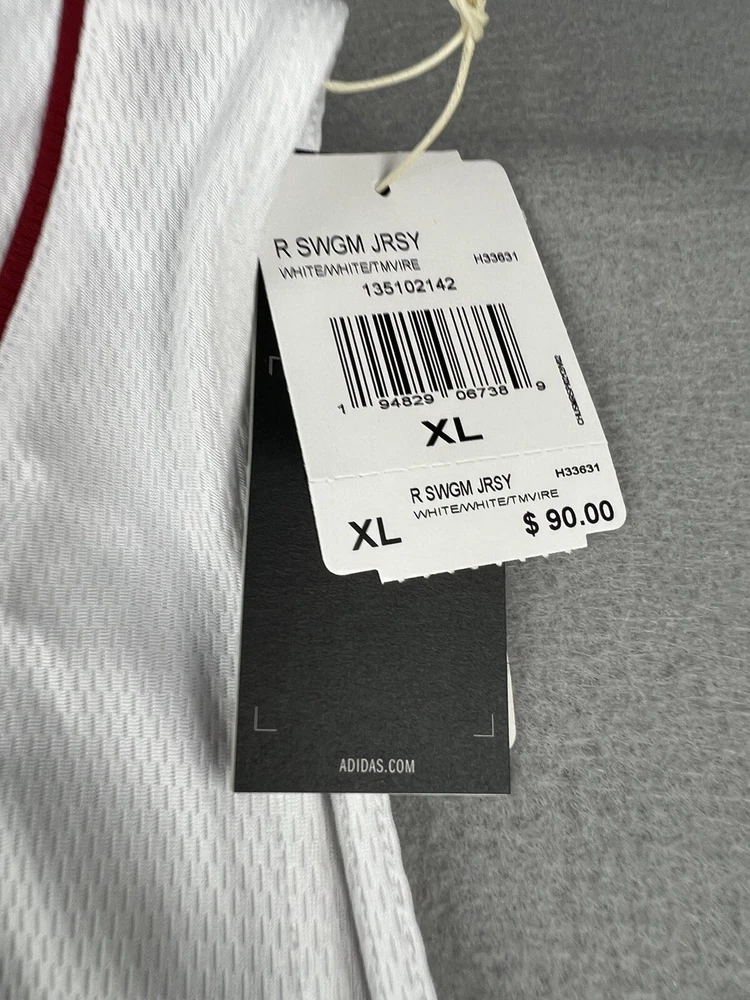 R SWGM JRSY
WHITE/WHITE/TMVIRE H33631
135102142
1 94829 06738 9
XL
R SWGM JRSY H33631
WHITE/WHITE/TMVIRE
XL $ 90.00
ADIDAS.COM